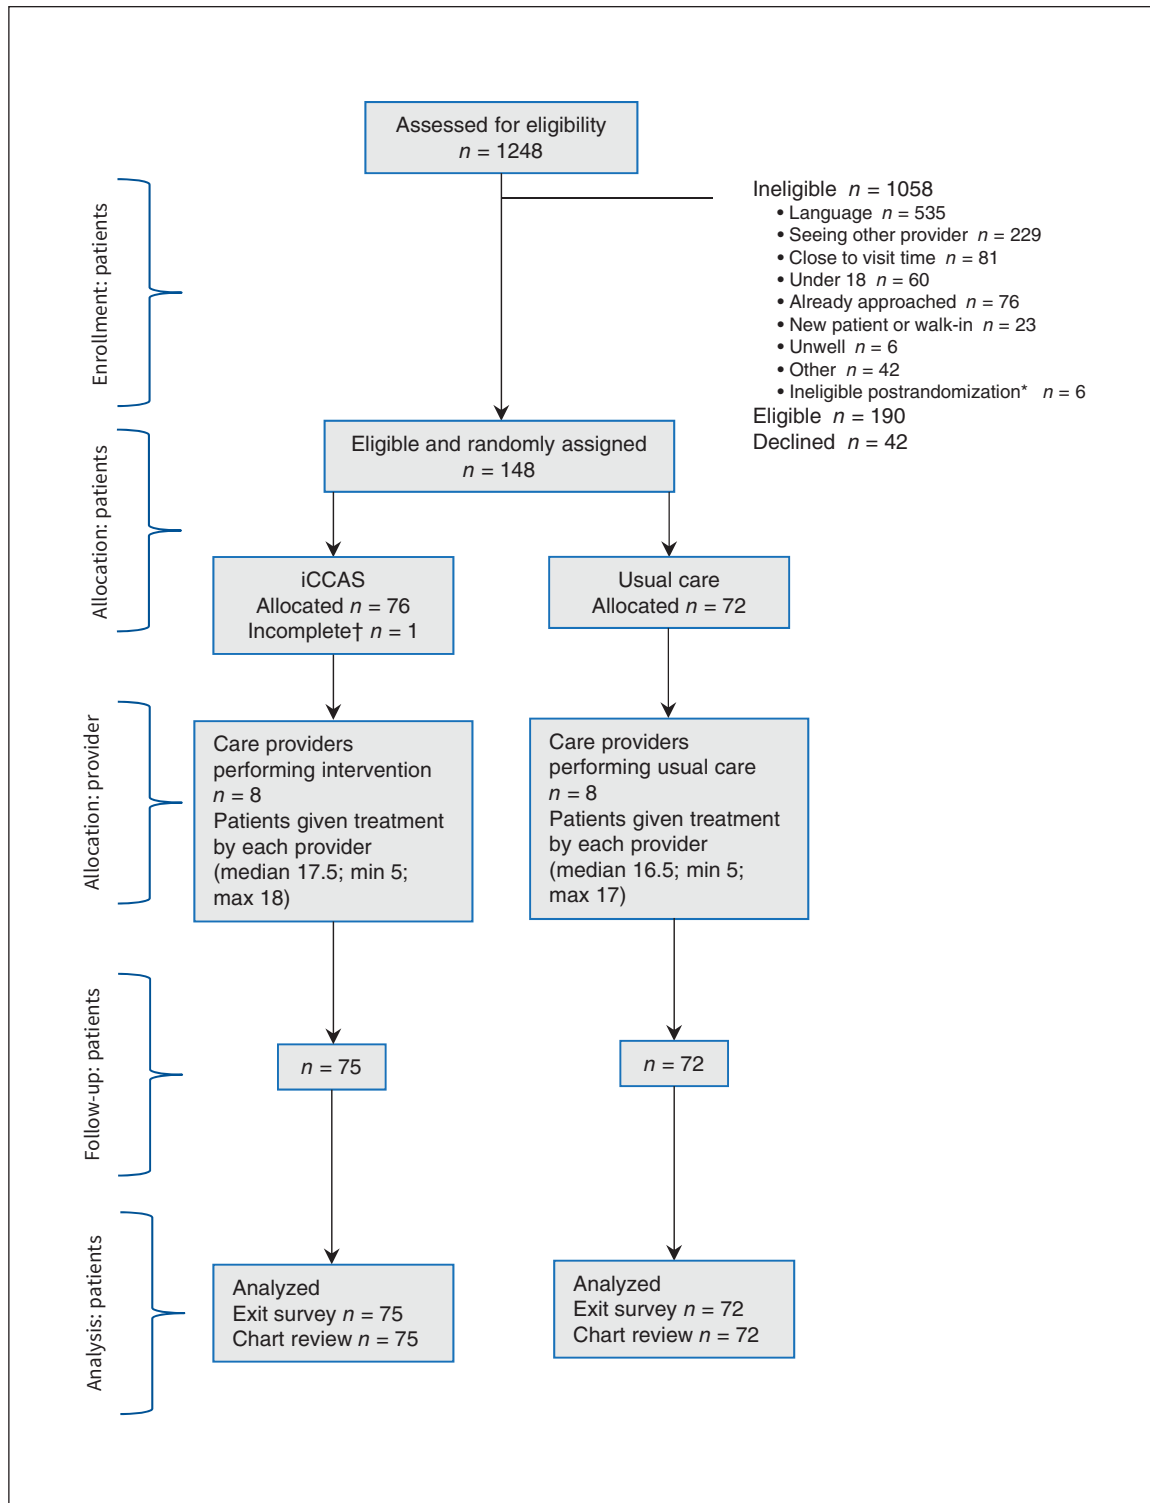 Assessed for eligibility
n = 1248
Enrollment: patients
Ineligible n = 1058
• Language n = 535
• Seeing other provider n = 229
• Close to visit time n = 81
• Under 18 n = 60
• Already approached n = 76
• New patient or walk-in n = 23
• Unwell n = 6
• Other n = 42
• Ineligible postrandomization* n = 6
Eligible n = 190
Declined n = 42
Allocation: patients
Eligible and randomly assigned
n = 148
iCCAS
Allocated n = 76
Incomplete† n = 1
Usual care
Allocated n = 72
Allocation: provider
Care providers
performing intervention
n = 8
Patients given treatment
by each provider
(median 17.5; min 5;
max 18)
Care providers
performing usual care
n = 8
Patients given treatment
by each provider
(median 16.5; min 5;
max 17)
Follow-up: patients
n = 75
n = 72
Analysis: patients
Analyzed
Exit survey n = 75
Chart review n = 75
Analyzed
Exit survey n = 72
Chart review n = 72